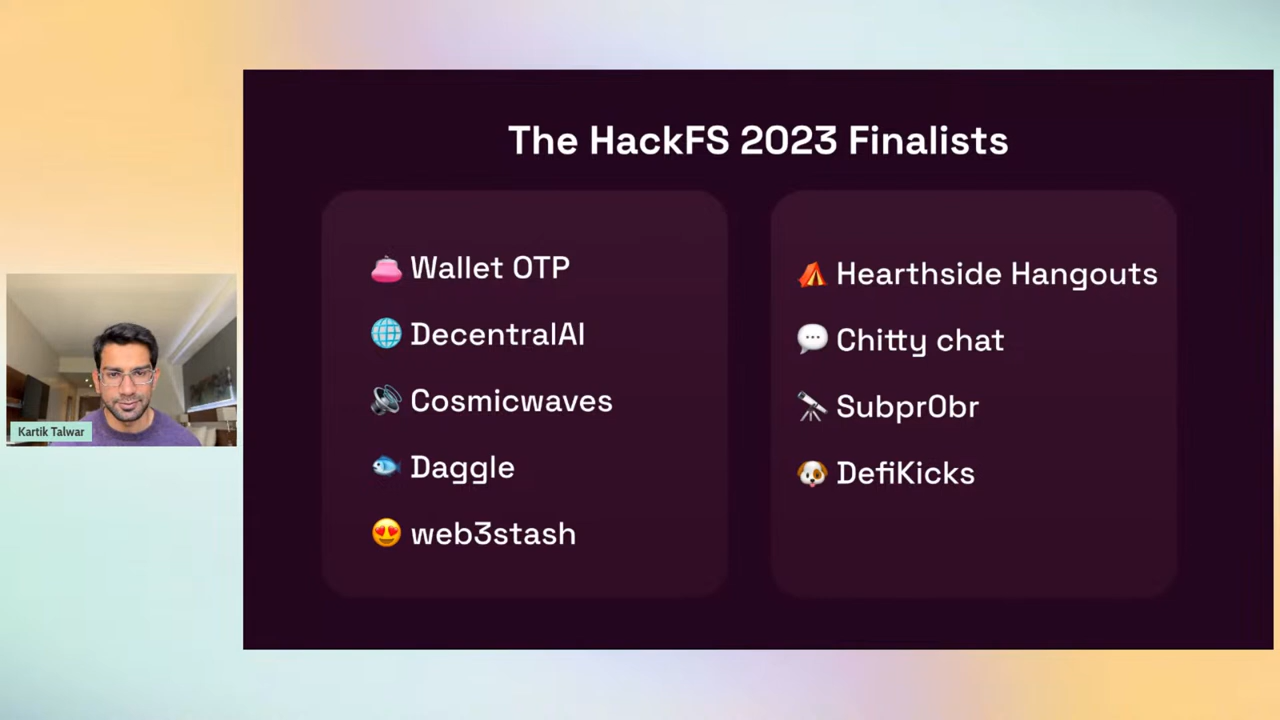 The HackFS 2023 Finalists
Wallet OTP
DecentralAI
Cosmicwaves
Daggle
web3stash
Hearthside Hangouts
Chitty chat
Subpr0br
DefiKicks
Kartik Talwar